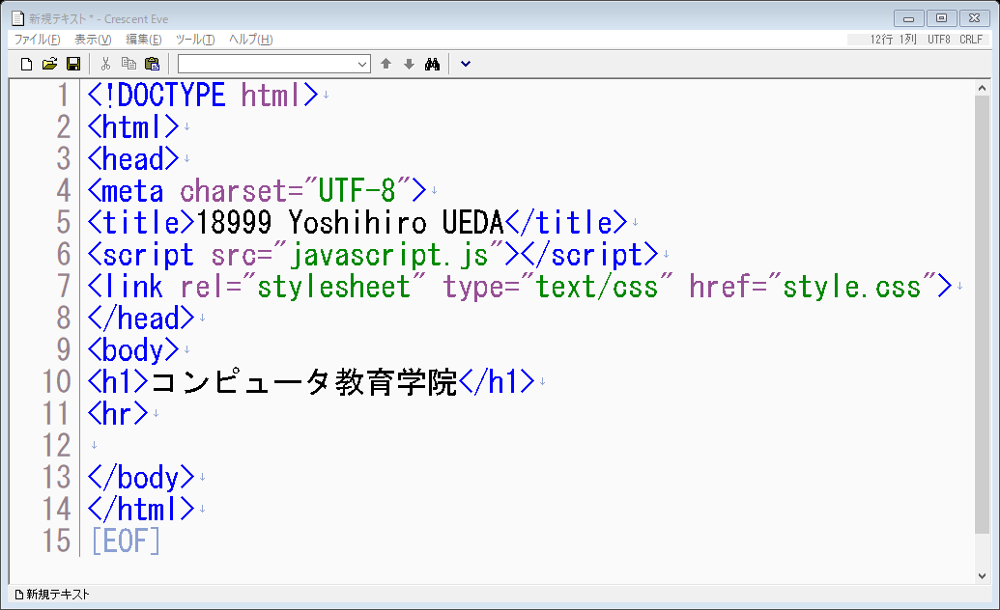 新規テキスト * - Crescent Eve
ファイル(F) 表示(V) 編集(E) ツール(T) ヘルプ(H) 12行 1列 UTF8 CRLF
1 <!DOCTYPE html>↓
2 <html>↓
3 <head>↓
4 <meta charset="UTF-8">↓
5 <title>18999 Yoshihiro UEDA</title>↓
6 <script src="javascript.js"></script>↓
7 <link rel="stylesheet" type="text/css" href="style.css">↓
8 </head>↓
9 <body>↓
10 <h1>コンピュータ教育学院</h1>↓
11 <hr>↓
12 ↓
13 </body>↓
14 </html>↓
15 [EOF]
新規テキスト